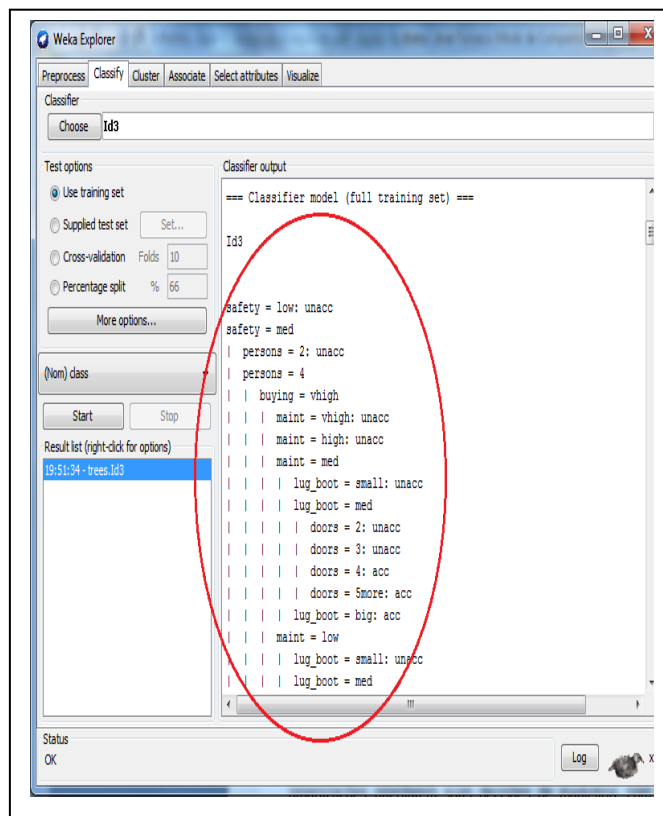 Weka Explorer
Preprocess Classify Cluster Associate Select attributes Visualize
Classifier
Choose Id3
Test options
Use training set
Supplied test set Set...
Cross-validation Folds 10
Percentage split % 66
More options...
(Nom) class
Start Stop
Result list (right-click for options)
19:51:34 - trees.Id3
Classifier output
=== Classifier model (full training set) ===
Id3
safety = low: unacc
safety = med
| persons = 2: unacc
| persons = 4
| | buying = vhigh
| | | maint = vhigh: unacc
| | | maint = high: unacc
| | | maint = med
| | | | lug_boot = small: unacc
| | | | lug_boot = med
| | | | | doors = 2: unacc
| | | | | doors = 3: unacc
| | | | | doors = 4: acc
| | | | | doors = 5more: acc
| | | | lug_boot = big: acc
| | | maint = low
| | | | lug_boot = small: unacc
| | | | lug_boot = med
Status
OK
Log
x